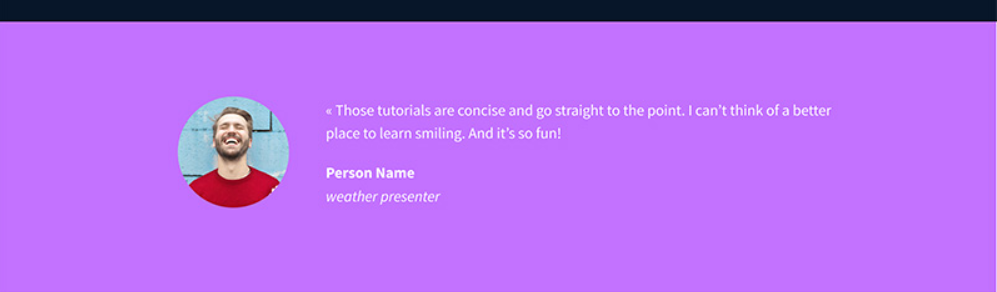 « Those tutorials are concise and go straight to the point. I can't think of a better
place to learn smiling. And it's so fun!
Person Name
weather presenter